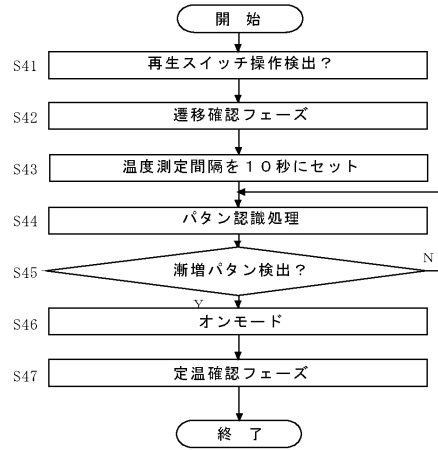 開 始
S41 再生スイッチ操作検出？
S42 遷移確認フェーズ
S43 温度測定間隔を１０秒にセット
S44 パタン認識処理
S45 漸増パタン検出？ N
Y
S46 オンモード
S47 定温確認フェーズ
終 了